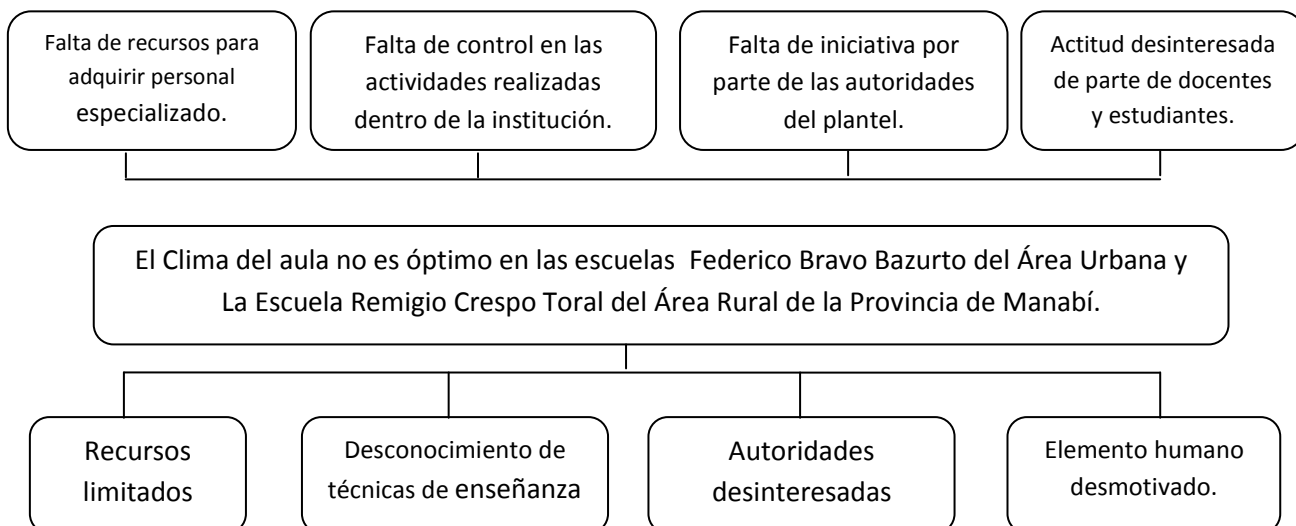 Falta de recursos para
adquirir personal
especializado.
Falta de control en las
actividades realizadas
dentro de la institución.
Falta de iniciativa por
parte de las autoridades
del plantel.
Actitud desinteresada
de parte de docentes
y estudiantes.
El Clima del aula no es óptimo en las escuelas Federico Bravo Bazurto del Área Urbana y
La Escuela Remigio Crespo Toral del Área Rural de la Provincia de Manabí.
Recursos
limitados
Desconocimiento de
técnicas de enseñanza
Autoridades
desinteresadas
Elemento humano
desmotivado.